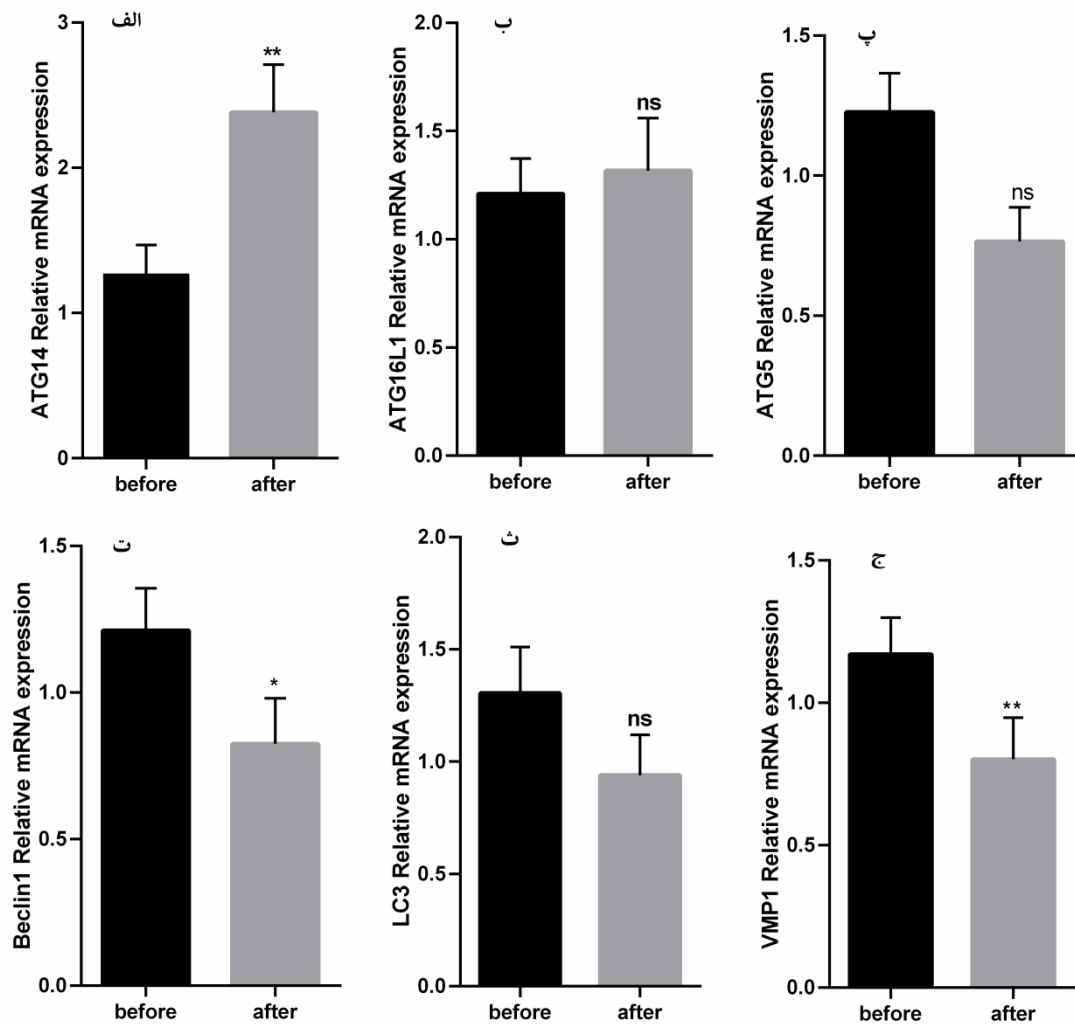 الف
ATG14 Relative mRNA expression
3
2
1
0
**
before after
ب
ATG16L1 Relative mRNA expression
2.0
1.5
1.0
0.5
0.0
ns
before after
پ
ATG5 Relative mRNA expression
1.5
1.0
0.5
0.0
ns
before after
ت
Beclin1 Relative mRNA expression
1.5
1.0
0.5
0.0
*
before after
ث
LC3 Relative mRNA expression
2.0
1.5
1.0
0.5
0.0
ns
before after
ج
VMP1 Relative mRNA expression
1.5
1.0
0.5
0.0
**
before after